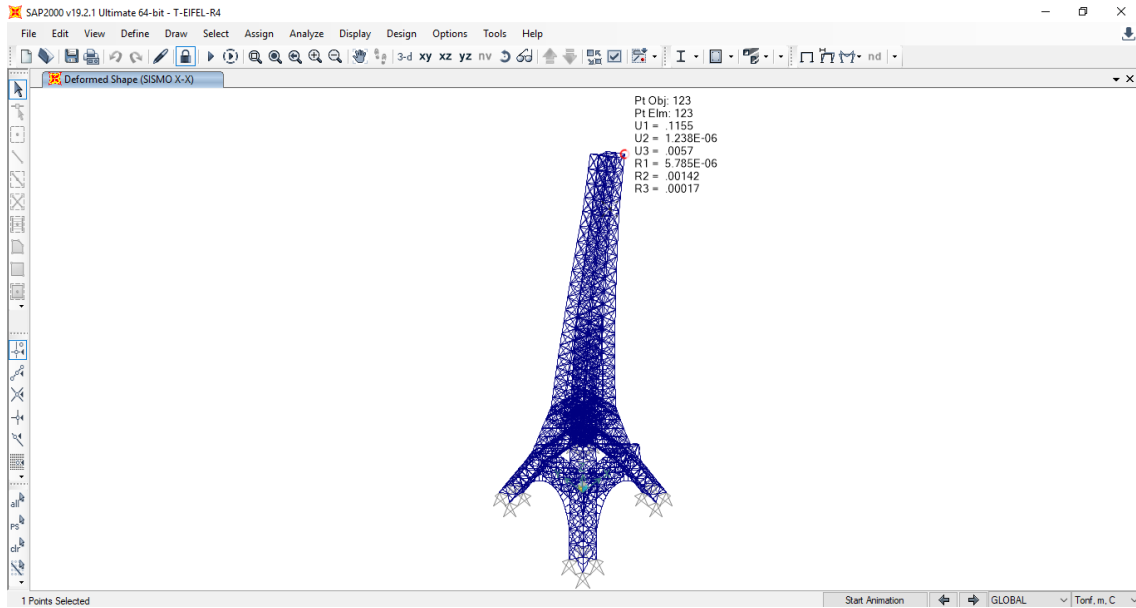 SAP2000 v19.2.1 Ultimate 64-bit - T-EIFEL-R4
File Edit View Define Draw Select Assign Analyze Display Design Options Tools Help
3-d xy xz yz nv nd
Deformed Shape (SISMO X-X)
Pt Obj: 123
Pt Elm: 123
U1 = .1155
U2 = 1.238E-06
U3 = .0057
R1 = 5.785E-06
R2 = .00142
R3 = .00017
all
PS
clr
1 Points Selected
Start Animation
GLOBAL
Tonf, m, C